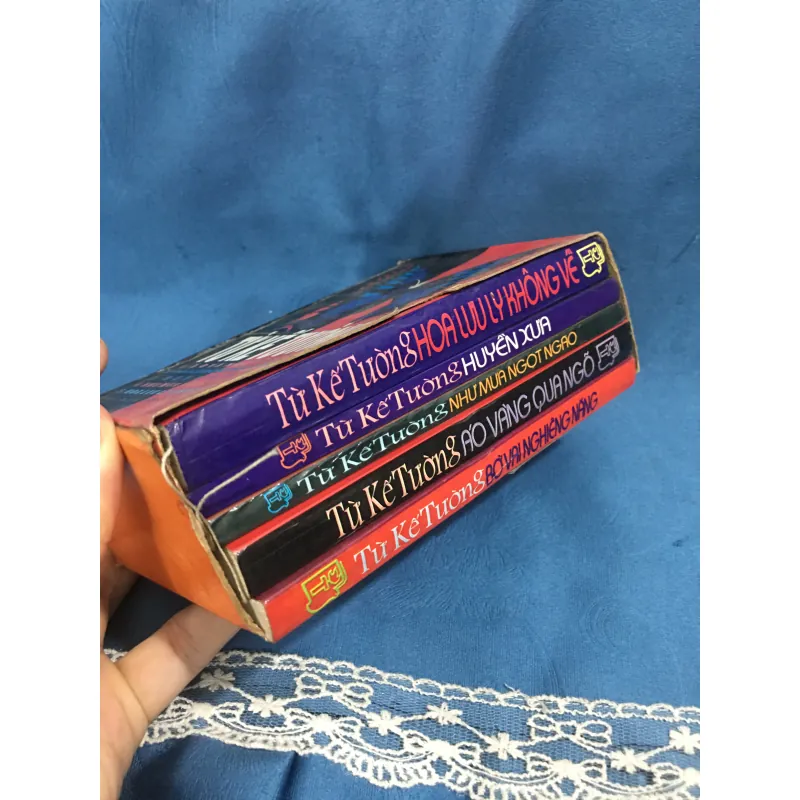 Từ Kế Tường HOA LƯU LY KHÔNG VỀ
Từ Kế Tường HUYỀN XƯA
Từ Kế Tường NHƯ MƯA NGỌT NGÀO
Từ Kế Tường ÁO VÀNG QUA NGÕ
Từ Kế Tường BỜ VAI NGHIÊNG NẮNG